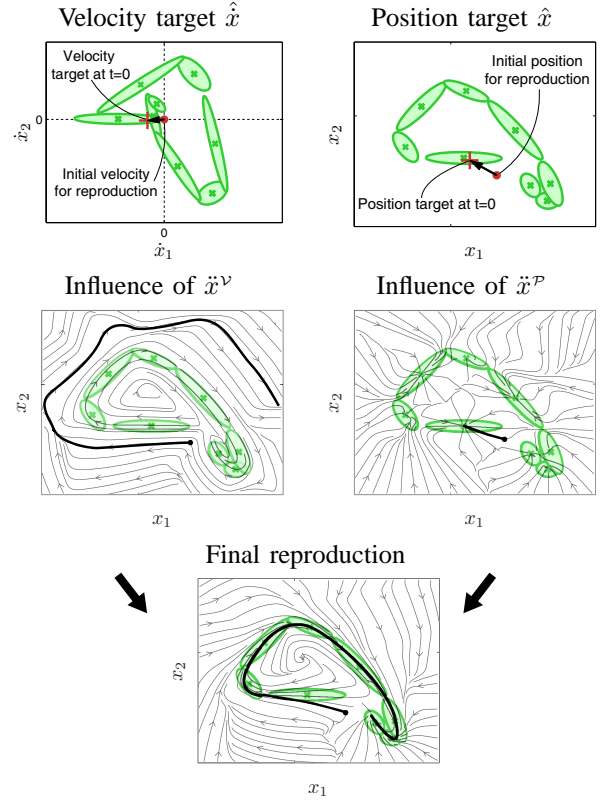 Velocity target $\hat{\dot{x}}$
Position target $\hat{x}$
Velocity
target at t=0
Initial velocity
for reproduction
0
0
$\dot{x}_2$
$\dot{x}_1$
Initial position
for reproduction
Position target at t=0
$x_2$
$x_1$
Influence of $\ddot{x}^{\mathcal{V}}$
Influence of $\ddot{x}^{\mathcal{P}}$
$x_2$
$x_1$
$x_2$
$x_1$
Final reproduction
$x_2$
$x_1$